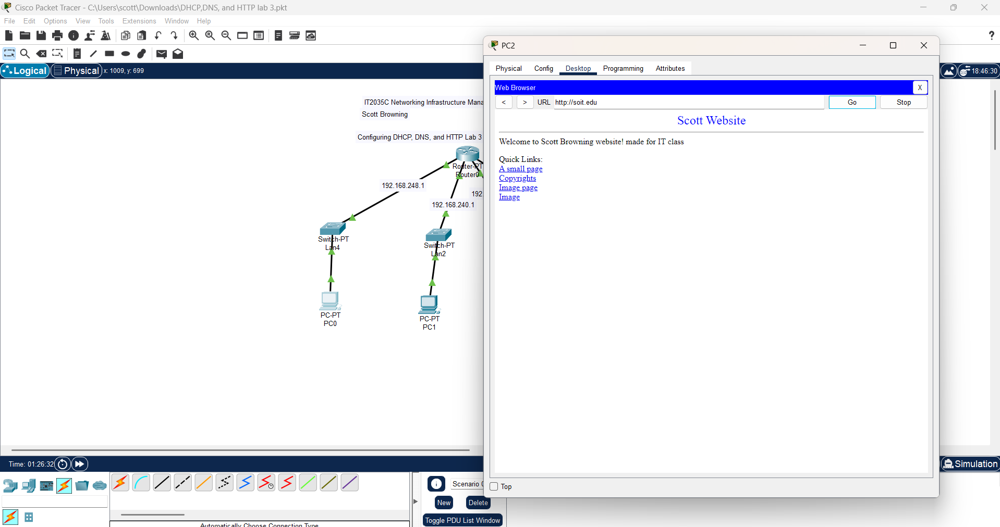 Cisco Packet Tracer - C:\Users\scott\Downloads\DHCP,DNS, and HTTP lab 3.pkt
File Edit Options View Tools Extensions Window Help
?
Logical Physical x: 1009, y: 699
18:46:30
IT2035C Networking Infrastructure Mana
Scott Browning
Configuring DHCP, DNS, and HTTP Lab 3
Router-PT
Router0
192.168.248.1
192.
192.168.240.1
Switch-PT
Lan4
Switch-PT
Lan2
PC-PT
PC0
PC-PT
PC1
PC2
Physical Config Desktop Programming Attributes
Web Browser X
< > URL http://soit.edu Go Stop
Scott Website
Welcome to Scott Browning website! made for IT class
Quick Links:
A small page
Copyrights
Image page
Image
Top
Time: 01:26:32
Simulation
Scenario 0
New Delete
Toggle PDU List Window
Automatically Choose Connection Type